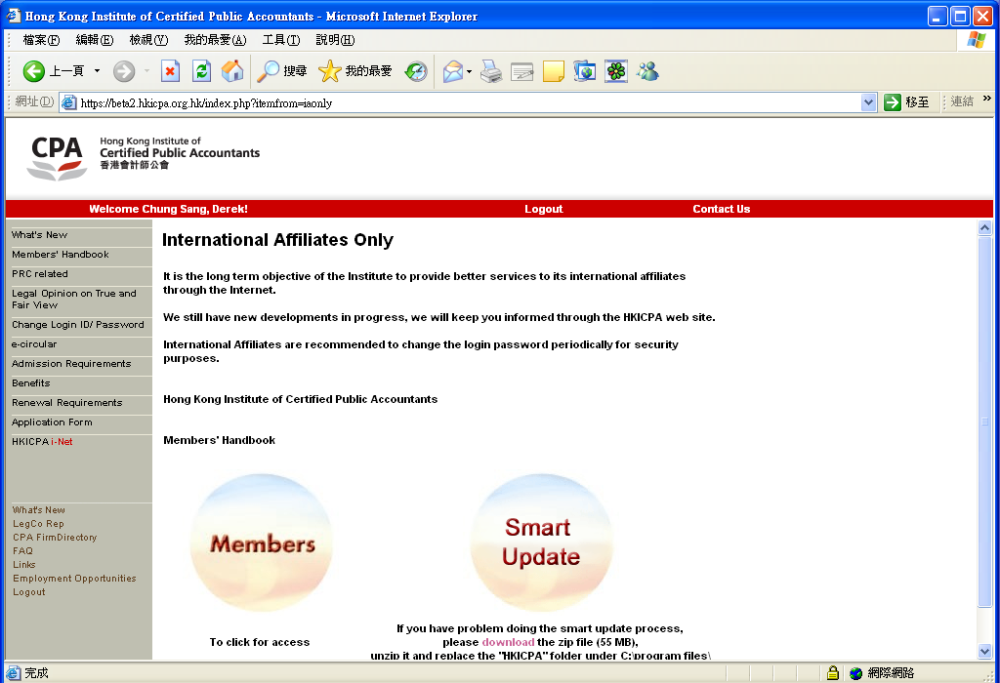 Hong Kong Institute of Certified Public Accountants - Microsoft Internet Explorer
檔案(F) 編輯(E) 檢視(V) 我的最愛(A) 工具(T) 說明(H)
上一頁 搜尋 我的最愛
網址(D) https://beta2.hkicpa.org.hk/index.php?itemfrom=iaonly 移至 連結 »
CPA
Hong Kong Institute of
Certified Public Accountants
香港會計師公會
Welcome Chung Sang, Derek! Logout Contact Us
What's New
Members' Handbook
PRC related
Legal Opinion on True and
Fair View
Change Login ID/ Password
e-circular
Admission Requirements
Benefits
Renewal Requirements
Application Form
HKICPA i-Net
What's New
LegCo Rep
CPA FirmDirectory
FAQ
Links
Employment Opportunities
Logout
International Affiliates Only
It is the long term objective of the Institute to provide better services to its international affiliates
through the Internet.
We still have new developments in progress, we will keep you informed through the HKICPA web site.
International Affiliates are recommended to change the login password periodically for security
purposes.
Hong Kong Institute of Certified Public Accountants
Members' Handbook
Members
Smart
Update
To click for access
If you have problem doing the smart update process,
please download the zip file (55 MB),
unzip it and replace the "HKICPA" folder under C:\program files\
完成 網際網路